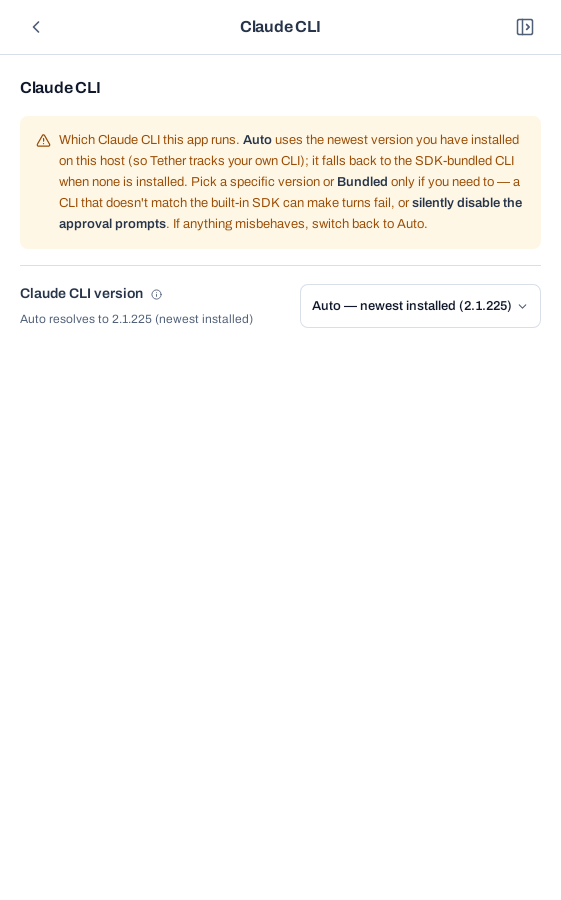 Claude CLI
Claude CLI
Which Claude CLI this app runs. Auto uses the newest version you have installed
on this host (so Tether tracks your own CLI); it falls back to the SDK-bundled CLI
when none is installed. Pick a specific version or Bundled only if you need to — a
CLI that doesn't match the built-in SDK can make turns fail, or silently disable the
approval prompts. If anything misbehaves, switch back to Auto.
Claude CLI version
Auto resolves to 2.1.225 (newest installed)
Auto — newest installed (2.1.225)